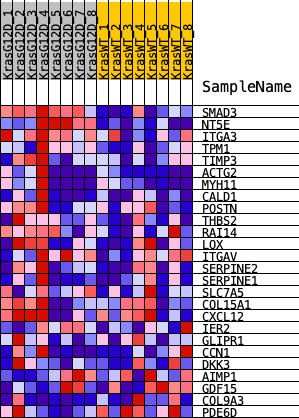 KrasG12D_1
KrasG12D_2
KrasG12D_3
KrasG12D_4
KrasG12D_5
KrasG12D_6
KrasG12D_7
KrasG12D_8
KrasWT_1
KrasWT_2
KrasWT_3
KrasWT_4
KrasWT_5
KrasWT_6
KrasWT_7
KrasWT_8
SampleName
SMAD3
NT5E
ITGA3
TPM1
TIMP3
ACTG2
MYH11
CALD1
POSTN
THBS2
RAI14
LOX
ITGAV
SERPINE2
SERPINE1
SLC7A5
COL15A1
CXCL12
IER2
GLIPR1
CCN1
DKK3
AIMP1
GDF15
COL9A3
PDE6D